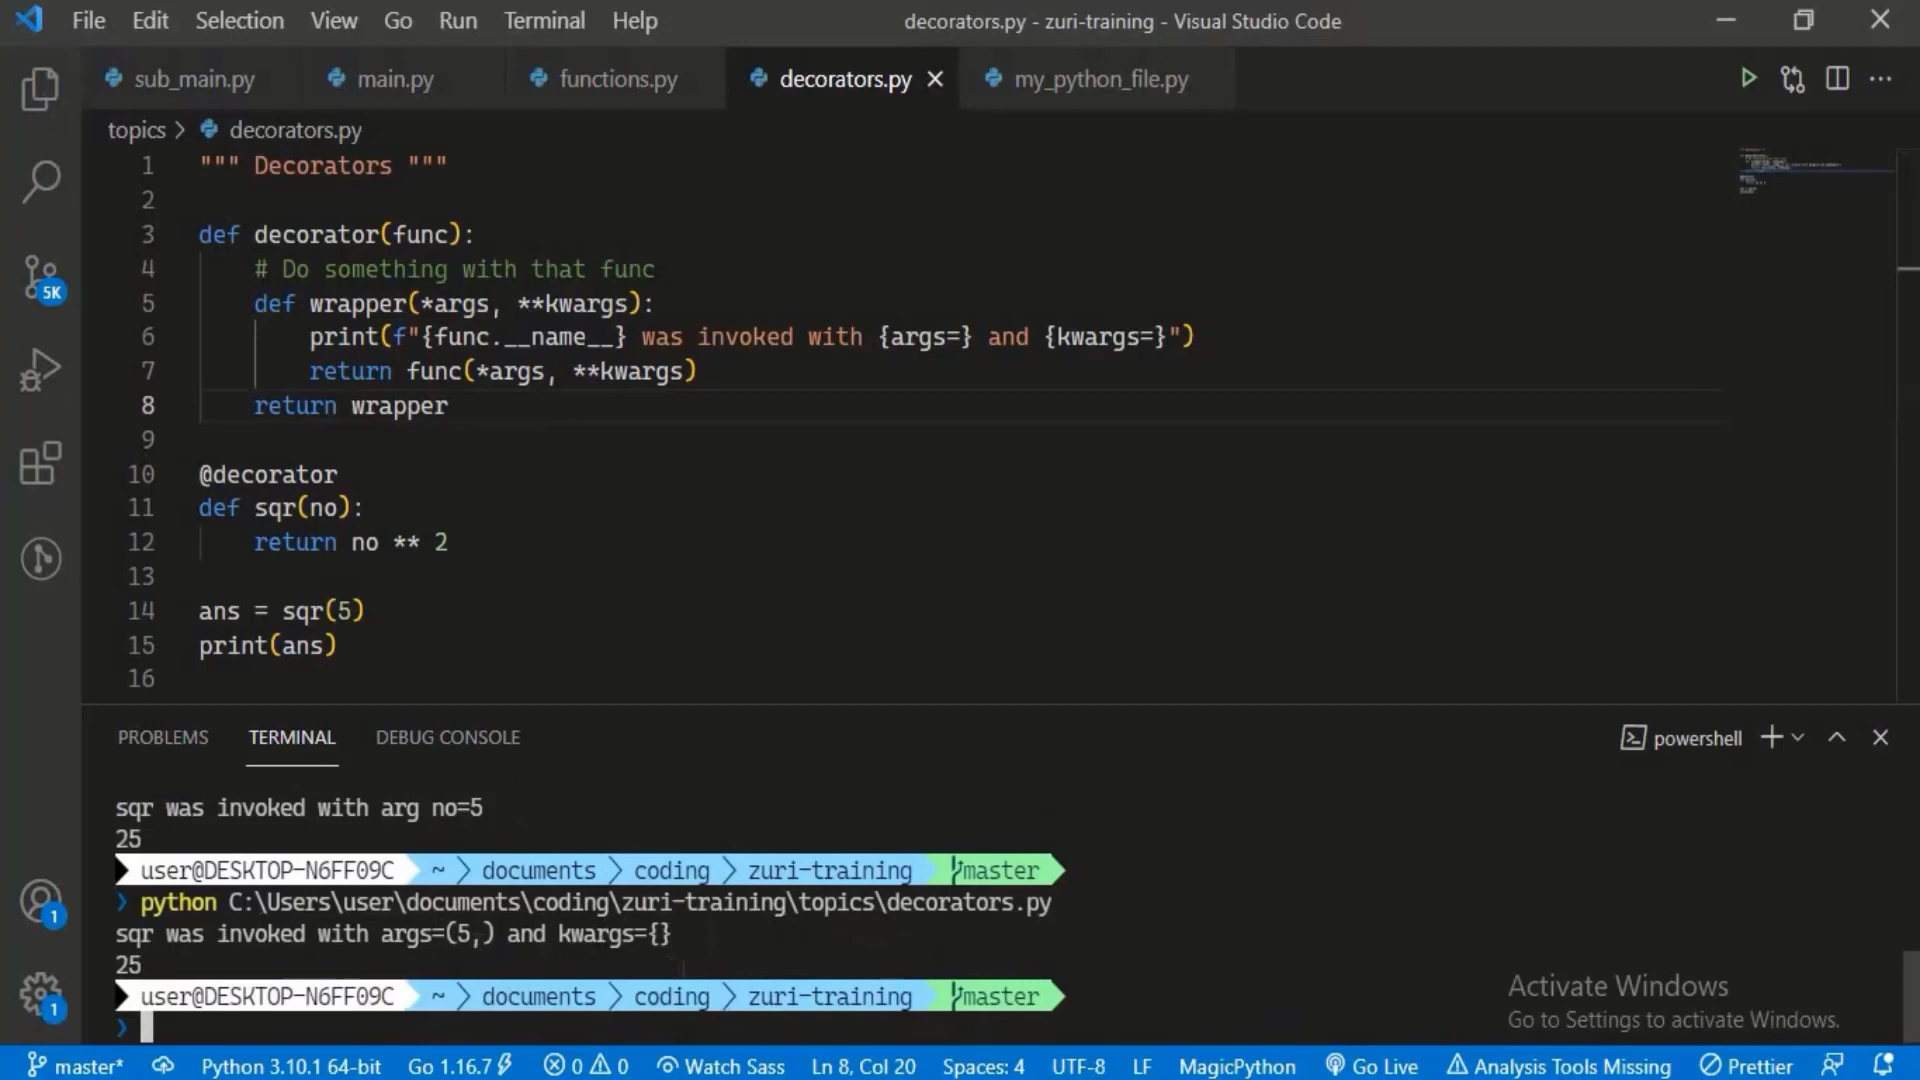 File Edit Selection View Go Run Terminal Help decorators.py - zuri-training - Visual Studio Code
sub_main.py main.py functions.py decorators.py my_python_file.py
topics > decorators.py
1 """ Decorators """
2
3 def decorator(func):
4 # Do something with that func
5 def wrapper(*args, **kwargs):
6 print(f"{func.__name__} was invoked with {args=} and {kwargs=}")
7 return func(*args, **kwargs)
8 return wrapper
9
10 @decorator
11 def sqr(no):
12 return no ** 2
13
14 ans = sqr(5)
15 print(ans)
16
5K
PROBLEMS TERMINAL DEBUG CONSOLE powershell
sqr was invoked with arg no=5
25
user@DESKTOP-N6FF09C ~ documents coding zuri-training master
❯ python C:\Users\user\documents\coding\zuri-training\topics\decorators.py
sqr was invoked with args=(5,) and kwargs={}
25
user@DESKTOP-N6FF09C ~ documents coding zuri-training master
❯
1
1
Activate Windows
Go to Settings to activate Windows.
master* Python 3.10.1 64-bit Go 1.16.7 0 0 Watch Sass Ln 8, Col 20 Spaces: 4 UTF-8 LF MagicPython Go Live Analysis Tools Missing Prettier